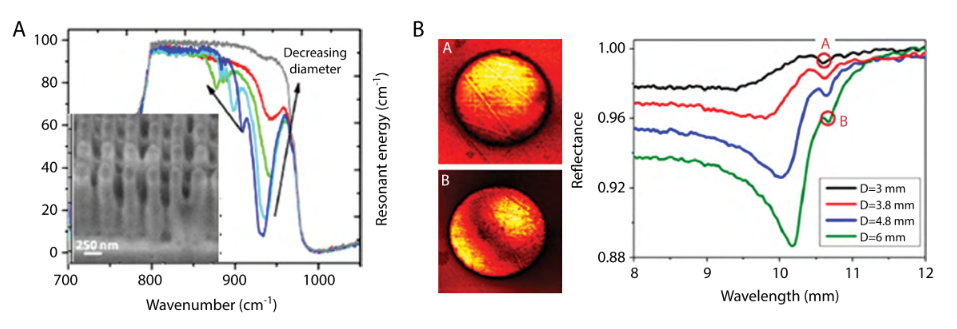 A
100
80
60
40
20
0
Decreasing
diameter
250 nm
700
800
900
1000
Wavenumber (cm-1)
Resonant energy (cm-1)
B
A
B
Reflectance
1.00
0.96
0.92
0.88
A
B
D=3 mm
D=3.8 mm
D=4.8 mm
D=6 mm
8
9
10
11
12
Wavelength (mm)